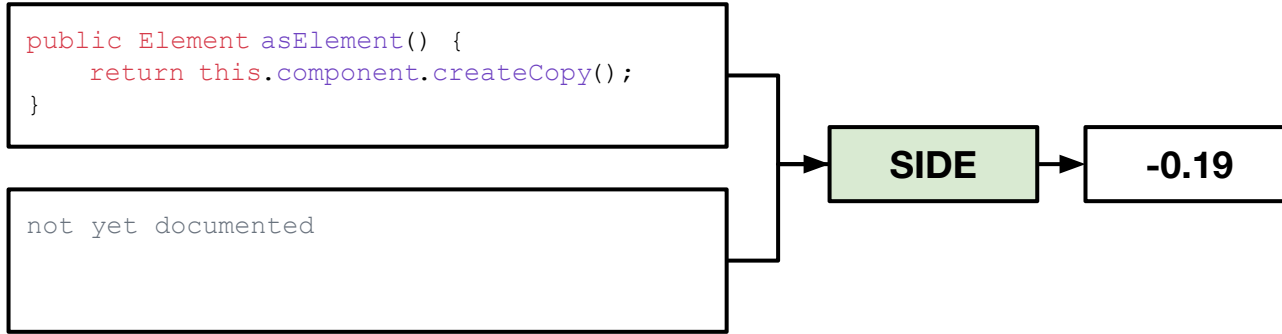 public Element asElement() {
    return this.component.createCopy();
}
not yet documented
SIDE
-0.19